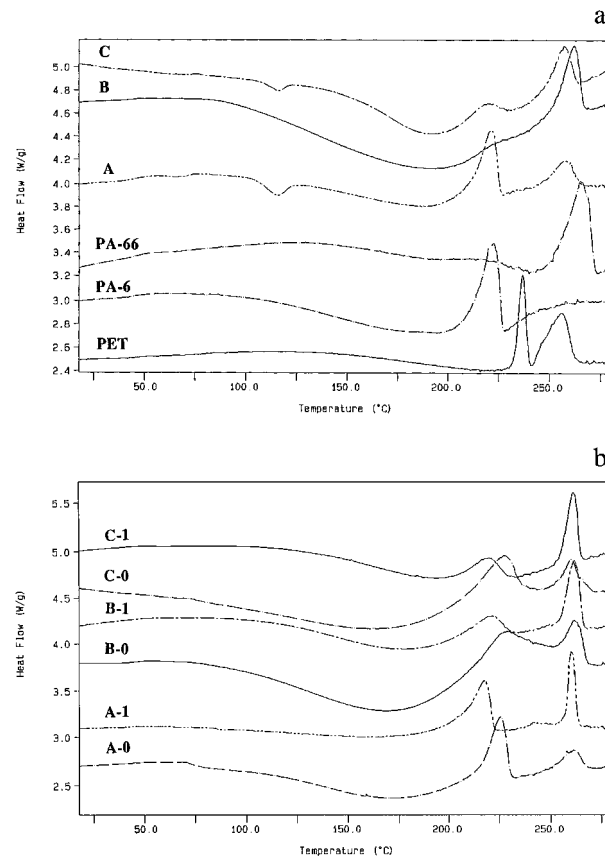 a
C
5.0
4.8
B
4.6
4.4
4.2
A
4.0
3.8
3.6
PA-66
3.4
3.2
PA-6
3.0
2.8
PET
2.6
2.4
Heat Flow (W/g)
50.0 100.0 150.0 200.0 250.0
Temperature (°C)
b
5.5
C-1
5.0
C-0
4.5
B-1
4.0
B-0
3.5
A-1
3.0
A-0
2.5
Heat Flow (W/g)
50.0 100.0 150.0 200.0 250.0
Temperature (°C)